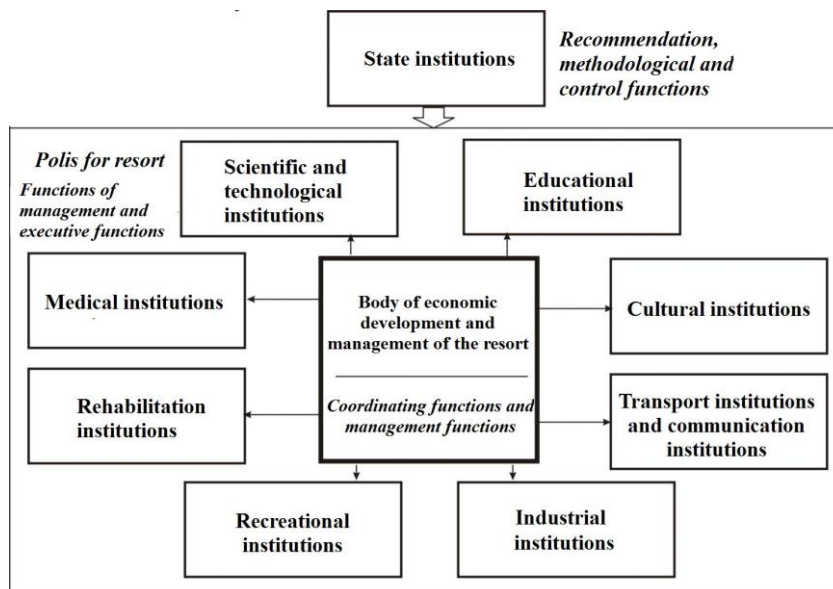 State institutions
Recommendation,
methodological and
control functions
Polis for resort
Functions of
management and
executive functions
Scientific and
technological
institutions
Educational
institutions
Medical institutions
Body of economic
development and
management of the resort
Coordinating functions and
management functions
Cultural institutions
Rehabilitation
institutions
Transport institutions
and communication
institutions
Recreational
institutions
Industrial
institutions